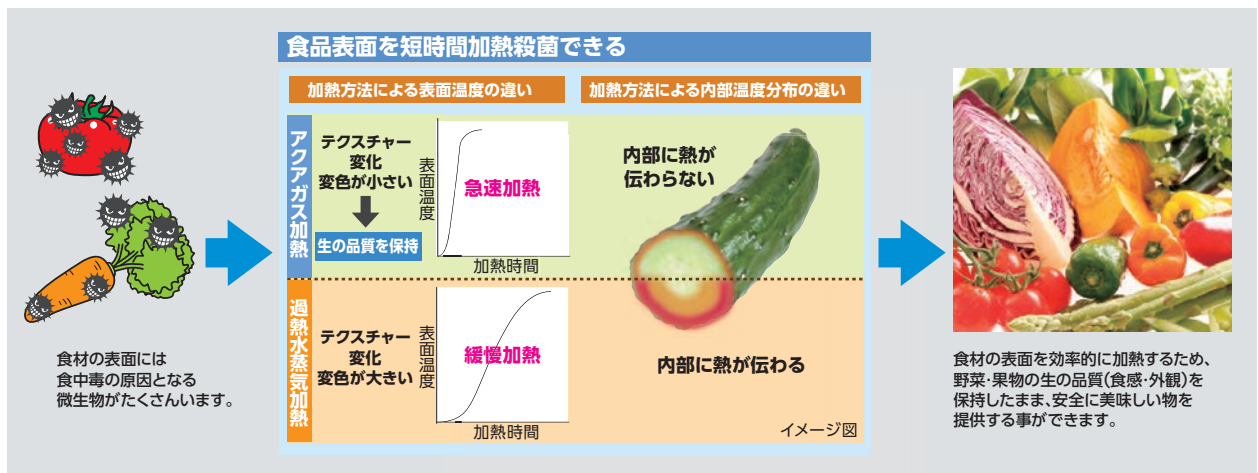 食品表面を短時間加熱殺菌できる
加熱方法による表面温度の違い
加熱方法による内部温度分布の違い
アクアガス加熱
テクスチャー
変化
変色が小さい
生の品質を保持
表面温度
急速加熱
加熱時間
内部に熱が
伝わらない
過熱水蒸気加熱
テクスチャー
変化
変色が大きい
表面温度
緩慢加熱
加熱時間
内部に熱が伝わる
イメージ図
食材の表面には
食中毒の原因となる
微生物がたくさんいます。
食材の表面を効率的に加熱するため、
野菜・果物の生の品質(食感・外観)を
保持したまま、安全に美味しい物を
提供する事ができます。